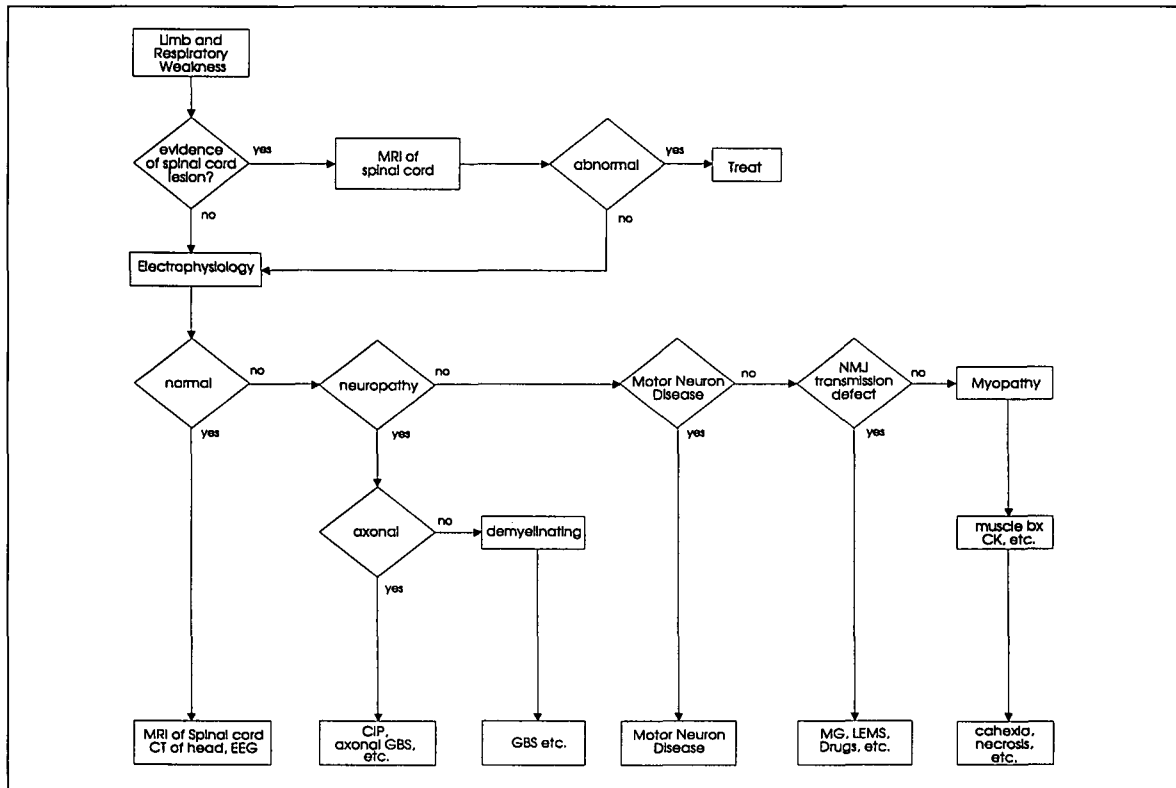 Limb and
Respiratory
Weakness
evidence
of spinal cord
lesion?
yes
MRI of
spinal cord
abnormal
yes
Treat
no
no
Electrophysiology
normal
no
neuropathy
no
Motor Neuron
Disease
no
NMJ
transmission
defect
no
Myopathy
yes
yes
yes
yes
axonal
no
demyelinating
muscle bx
CK, etc.
yes
MRI of Spinal cord
CT of head, EEG
CIP,
axonal GBS,
etc.
GBS etc.
Motor Neuron
Disease
MG, LEMS,
Drugs, etc.
cahexia,
necrosis,
etc.